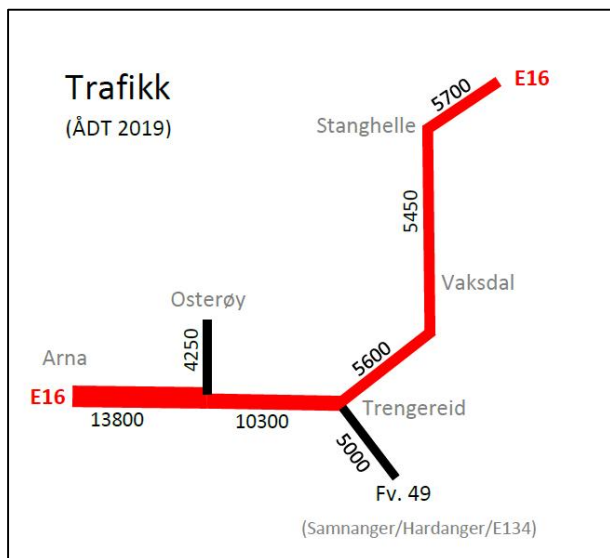 Trafikk
(ÅDT 2019)
5700
E16
Stanghelle
5450
Vaksdal
Osterøy
4250
5600
Arna
E16
13800
10300
Trengereid
5000
Fv. 49
(Samnanger/Hardanger/E134)